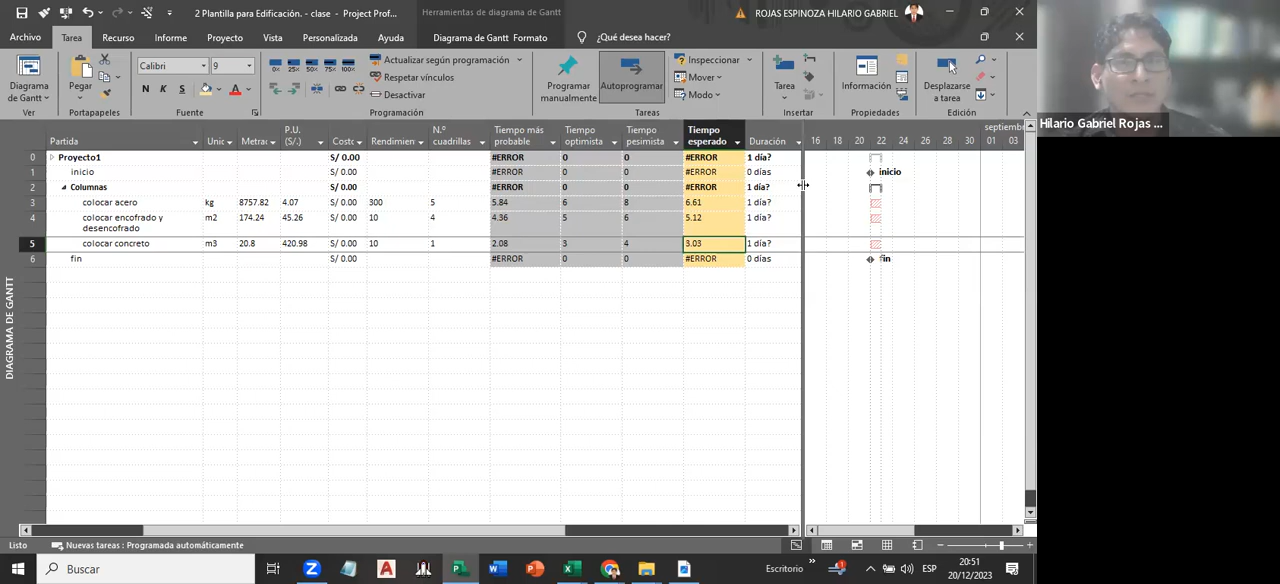 2 Plantilla para Edificación. - clase - Project Prof...
Herramientas de diagrama de Gantt
ROJAS ESPINOZA HILARIO GABRIEL
Archivo Tarea Recurso Informe Proyecto Vista Personalizada Ayuda Diagrama de Gantt Formato ¿Qué desea hacer?
Diagrama de Gantt
Ver
Pegar
Portapapeles
Calibri 9
N K S A
Fuente
0% 25% 50% 75% 100%
Actualizar según programación
Respetar vínculos
Desactivar
Programación
Programar manualmente
Autoprogramar
Inspeccionar
Mover
Modo
Tareas
Tarea
Insertar
Información
Propiedades
Desplazarse a tarea
Edición
Hilario Gabriel Rojas ...
Partida Unid Metrac P.U. (S/.) Costo Rendimien N.º cuadrillas Tiempo más probable Tiempo optimista Tiempo pesimista Tiempo esperado Duración
septiembre
16 18 20 22 24 26 28 30 01 03
0 Proyecto1 S/ 0.00 #ERROR 0 0 #ERROR 1 día?
1 inicio S/ 0.00 #ERROR 0 0 #ERROR 0 días inicio
2 Columnas S/ 0.00 #ERROR 0 0 #ERROR 1 día?
3 colocar acero kg 8757.82 4.07 S/ 0.00 300 5 5.84 6 8 6.61 1 día?
4 colocar encofrado y desencofrado m2 174.24 45.26 S/ 0.00 10 4 4.36 5 6 5.12 1 día?
5 colocar concreto m3 20.8 420.98 S/ 0.00 10 1 2.08 3 4 3.03 1 día?
6 fin S/ 0.00 #ERROR 0 0 #ERROR 0 días fin
DIAGRAMA DE GANTT
Listo Nuevas tareas : Programada automáticamente
Buscar
Escritorio
ESP
20:51
20/12/2023